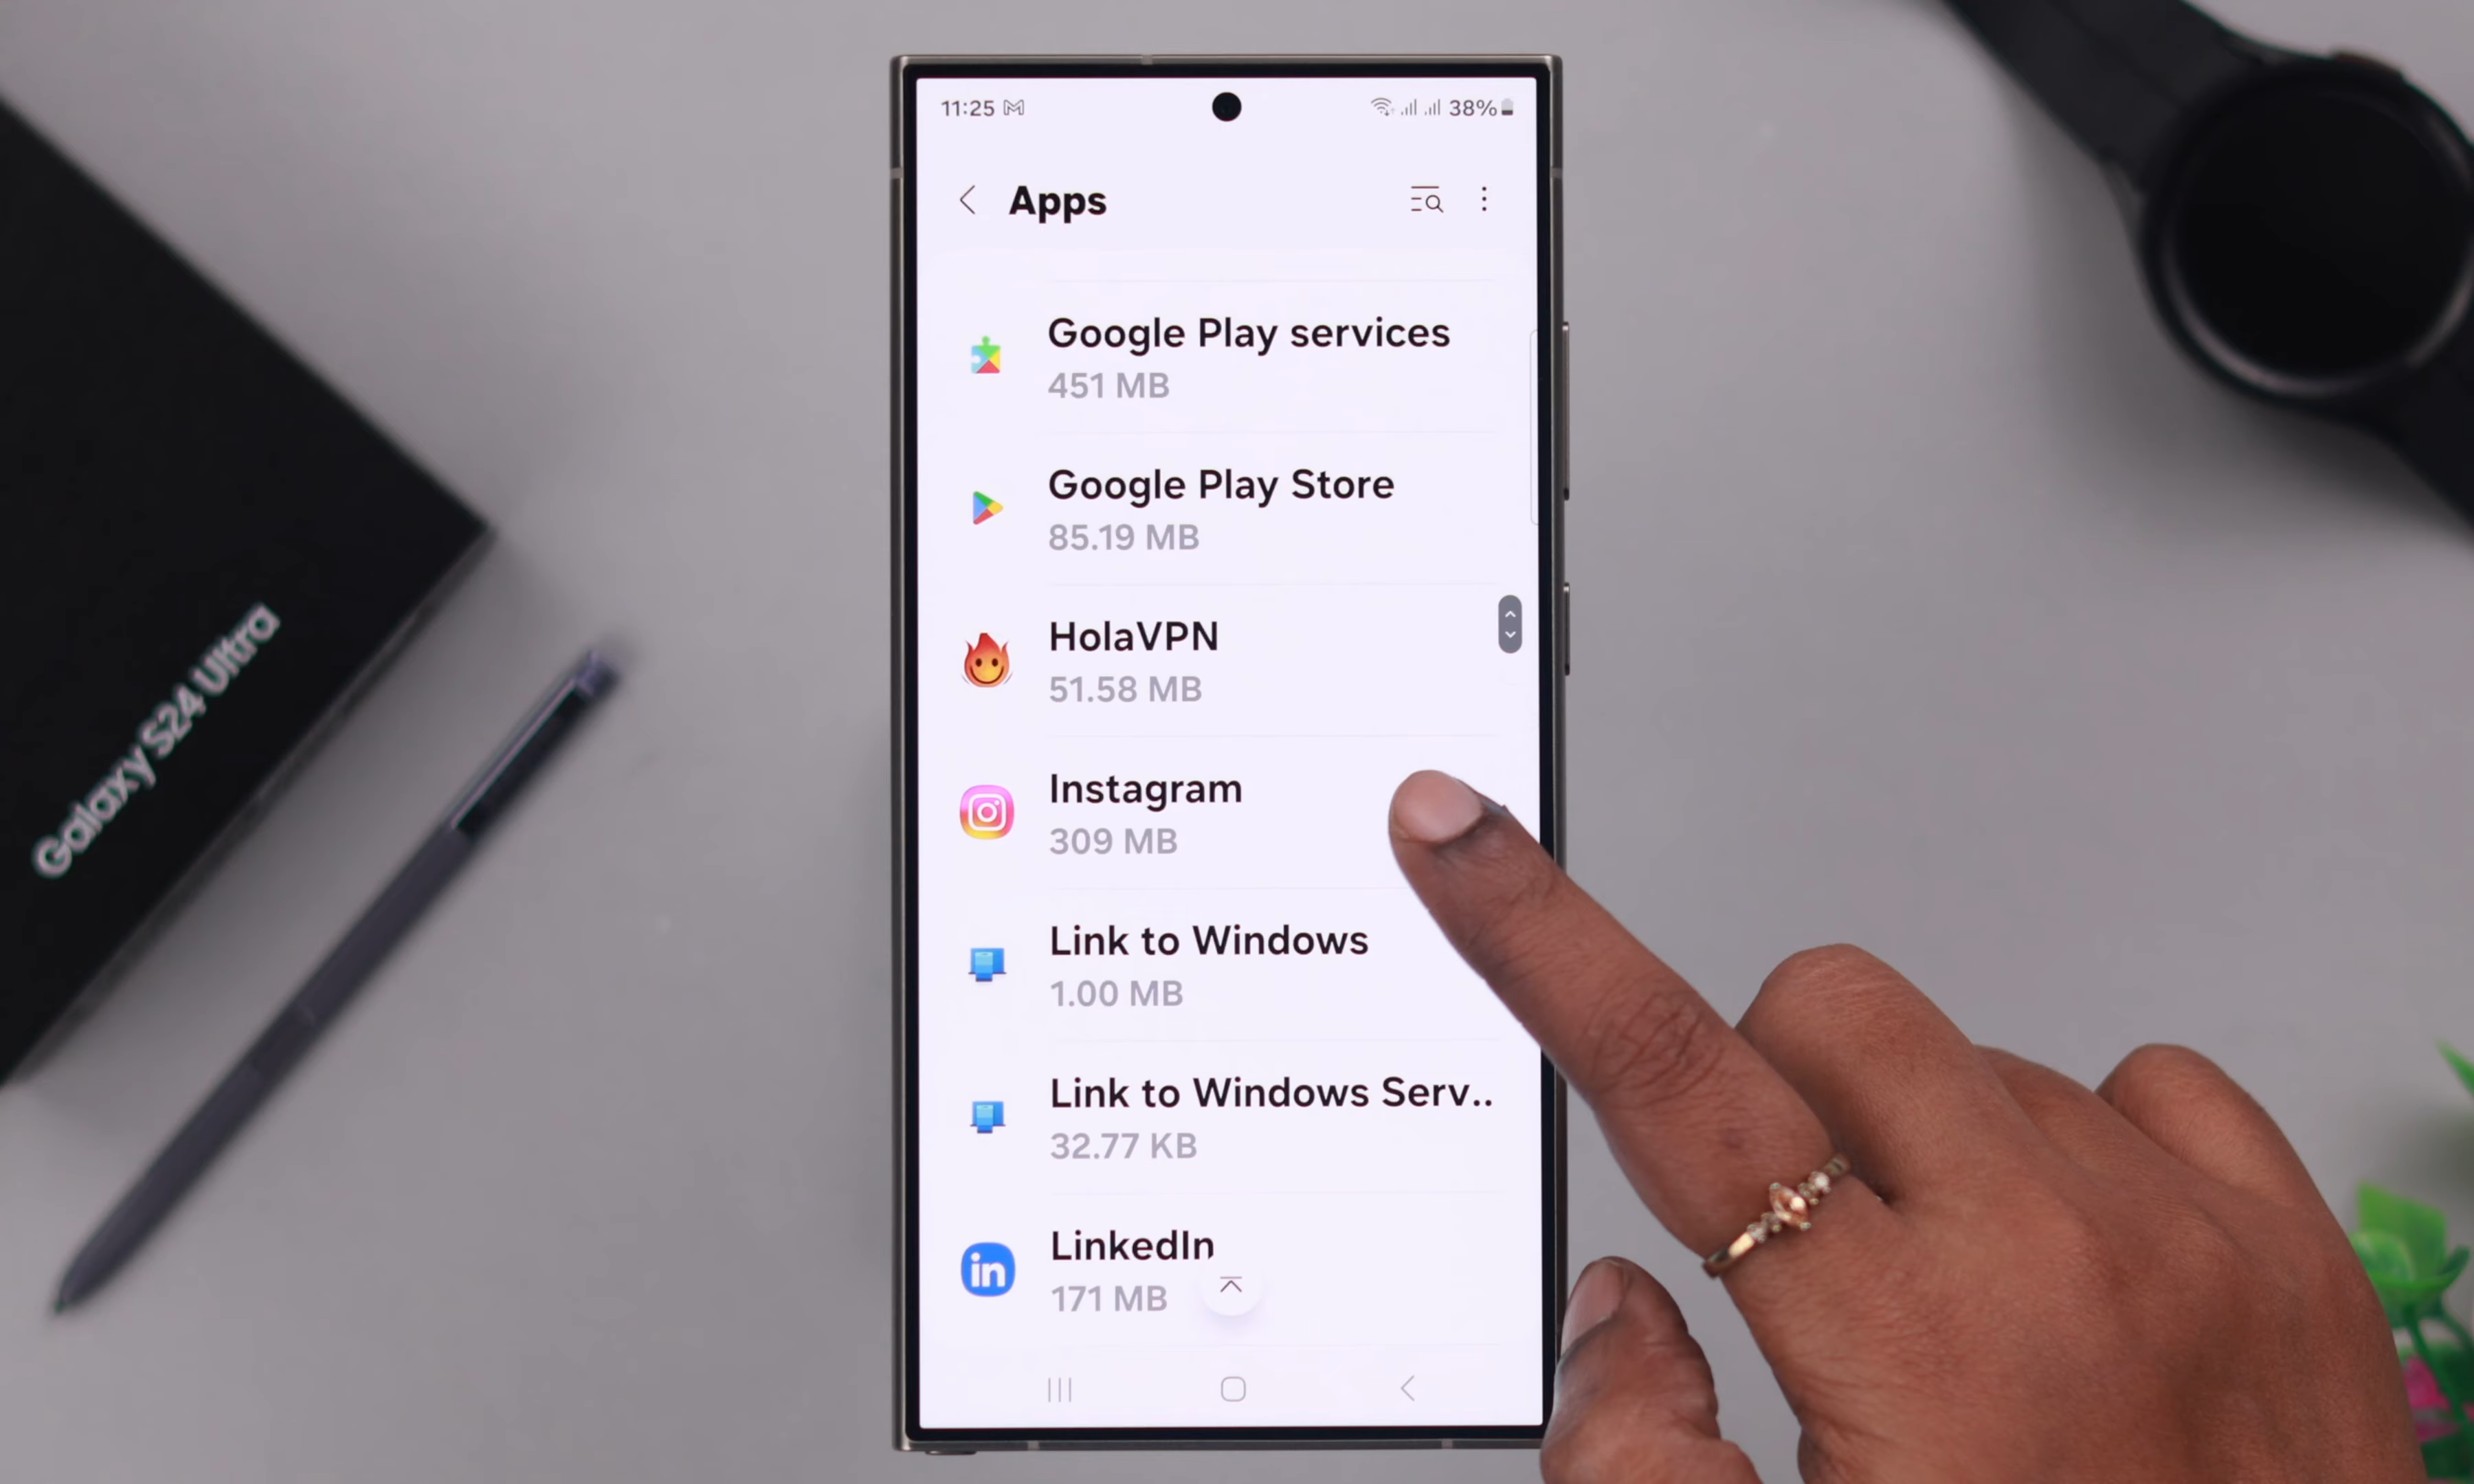 11:25
38%
Apps
Google Play services
451 MB
Google Play Store
85.19 MB
HolaVPN
51.58 MB
Instagram
309 MB
Link to Windows
1.00 MB
Link to Windows Serv..
32.77 KB
in
LinkedIn
171 MB
Galaxy S24 Ultra